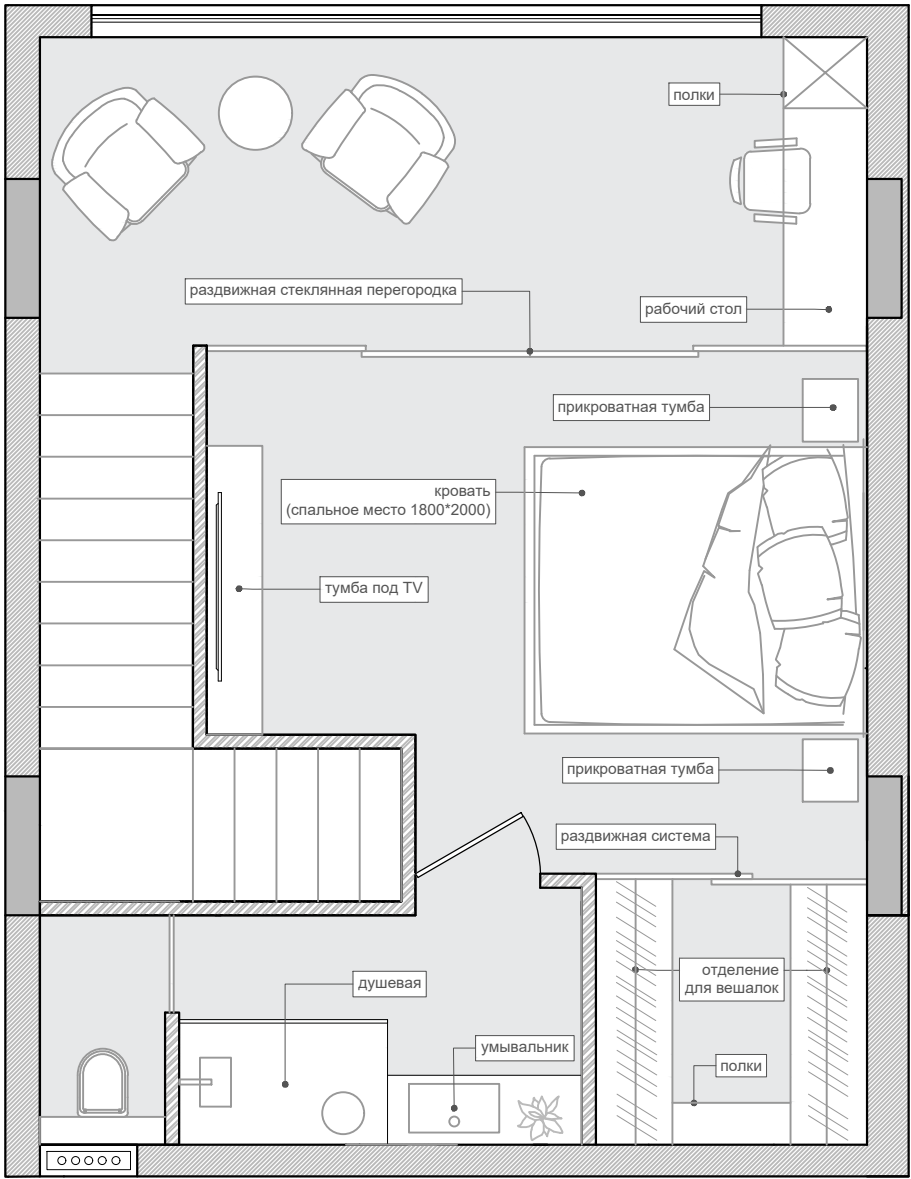 полки
раздвижная стеклянная перегородка
рабочий стол
прикроватная тумба
кровать
(спальное место 1800*2000)
тумба под TV
прикроватная тумба
раздвижная система
отделение
для вешалок
душевая
умывальник
полки